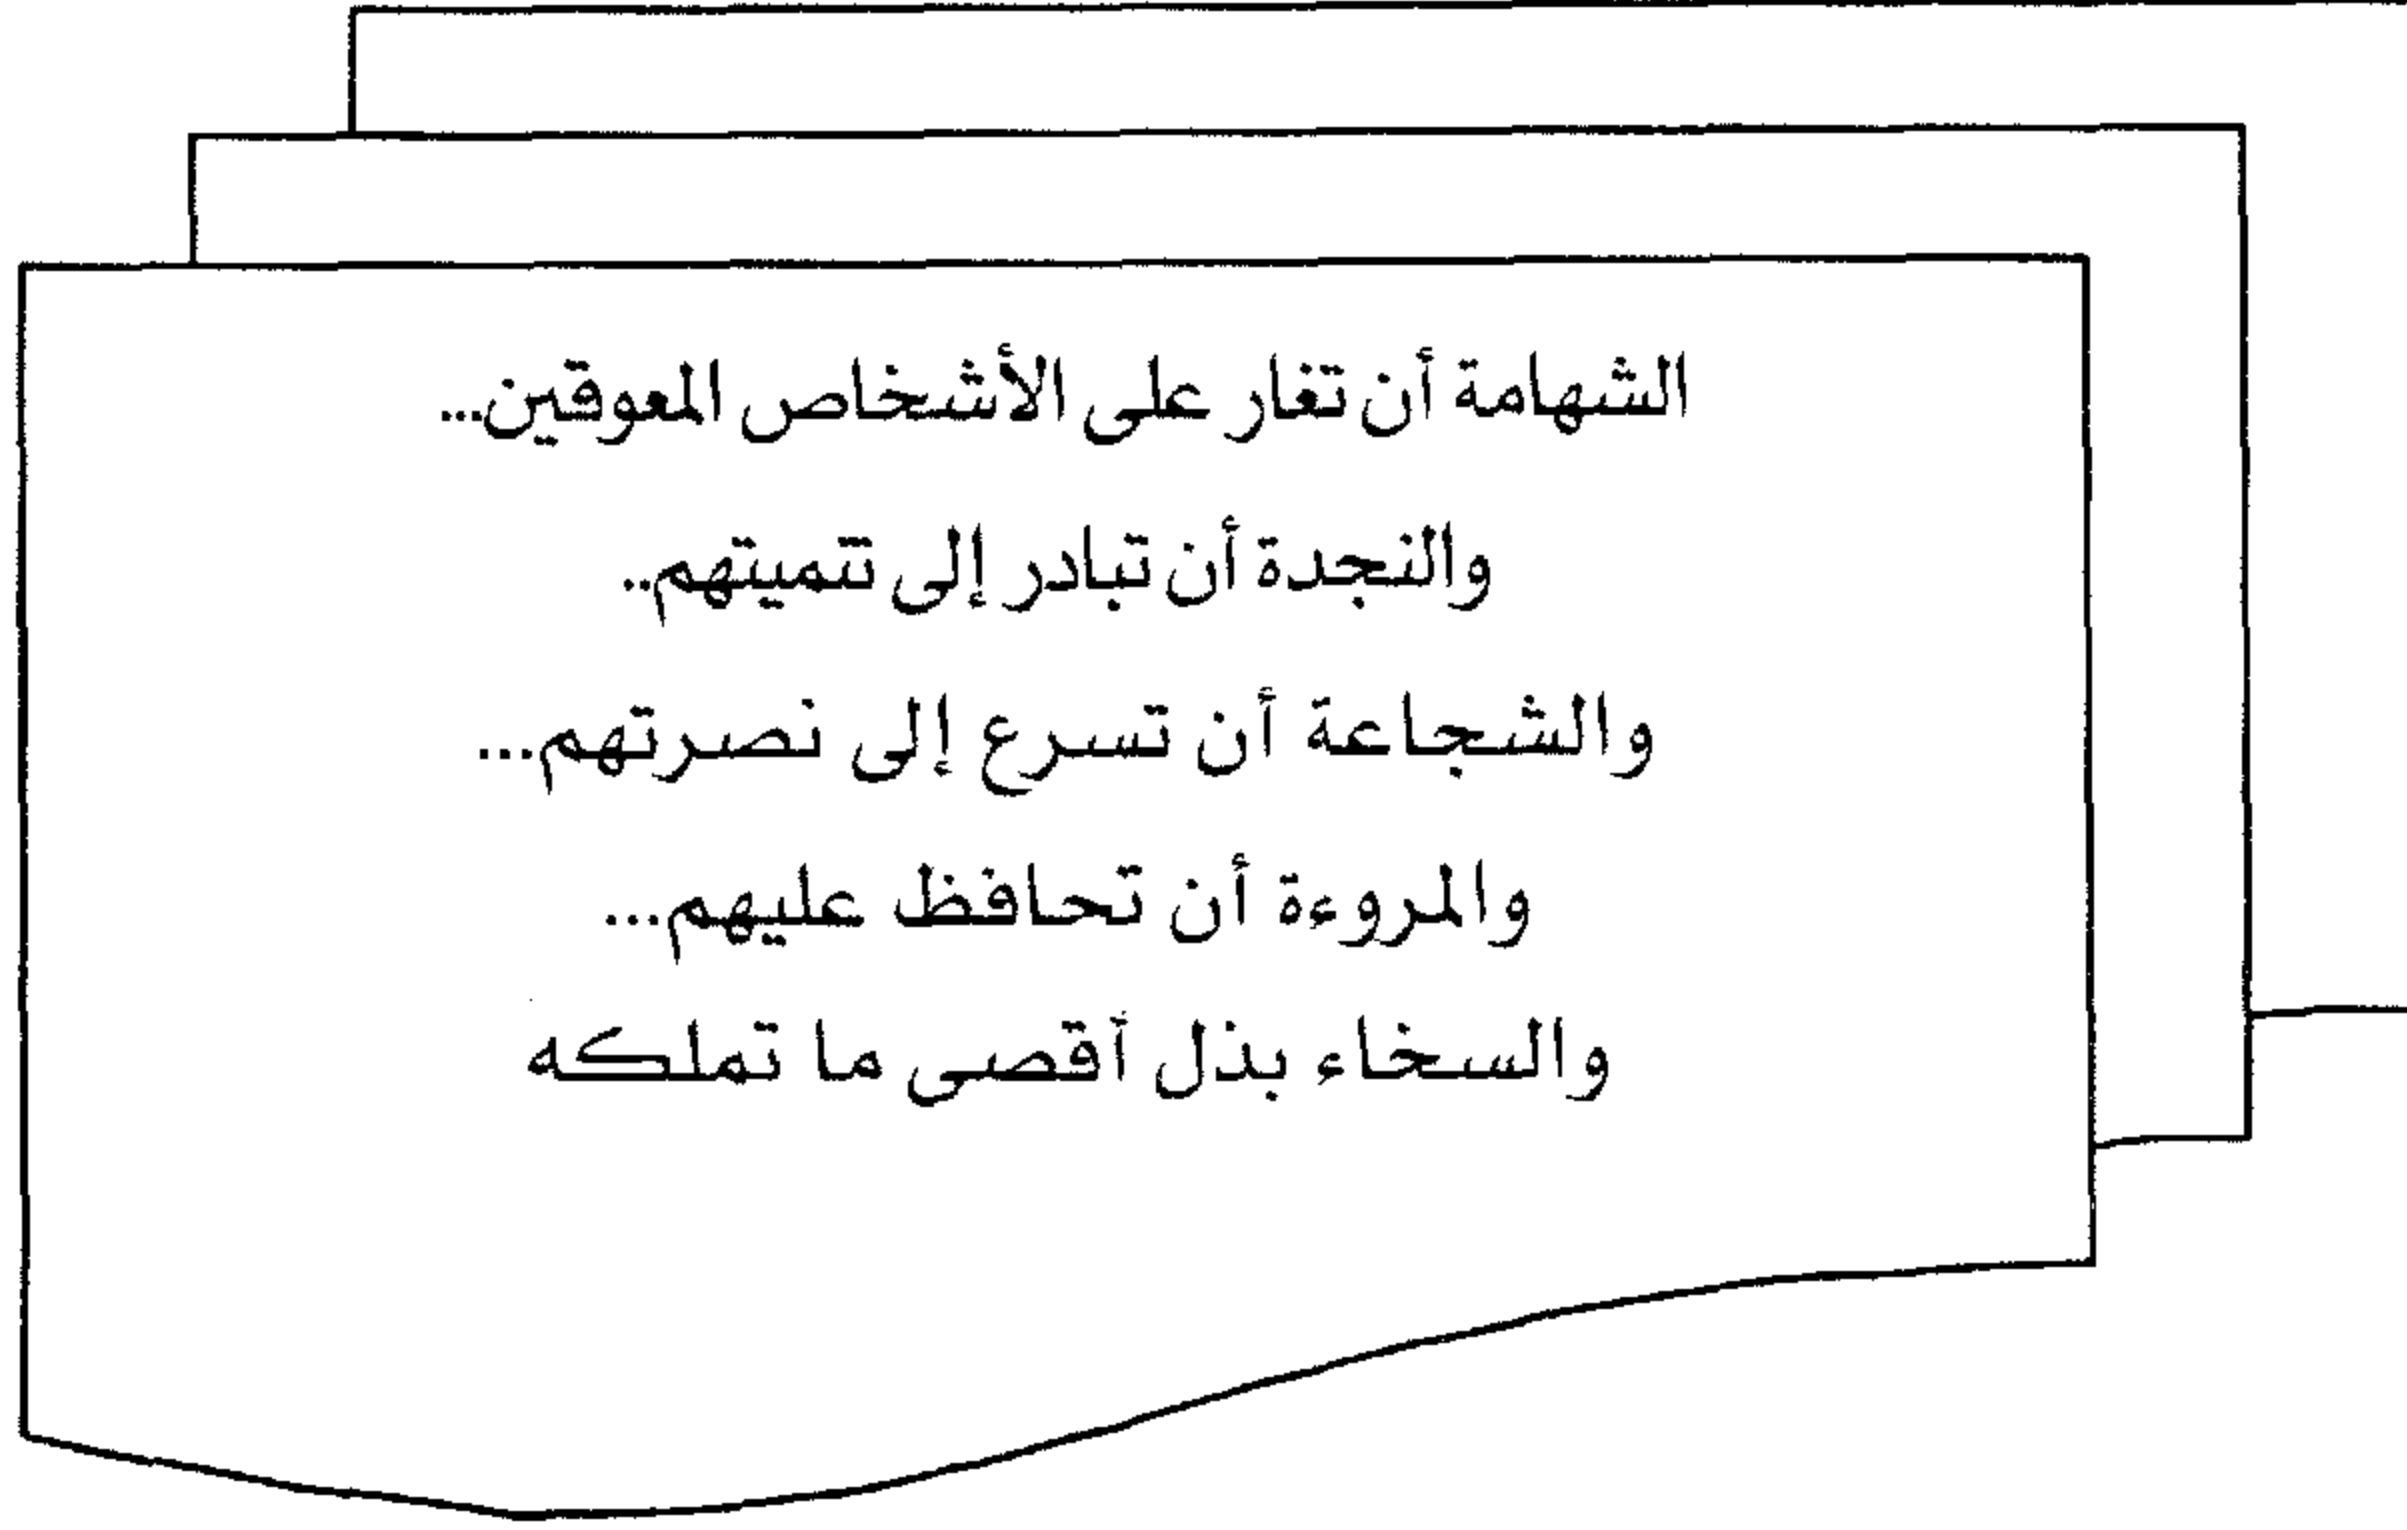 الشهامة أن تغار على الأشخاص المعوقين...
والنجدة أن تبادر إلى تنميتهم..
والشجاعة أن تسرع إلى نصرتهم...
والمروءة أن تحافظ عليهم...
والسخاء بذل أقصى ما تملكه